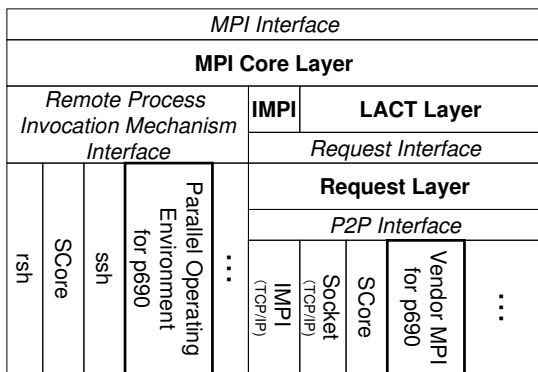 MPI Interface
MPI Core Layer
Remote Process
Invocation Mechanism
Interface
IMPI
LACT Layer
Request Interface
Request Layer
P2P Interface
rsh
SCore
ssh
Parallel Operating
Environment
for p690
...
IMPI
(TCP/IP)
Socket
(TCP/IP)
SCore
Vendor MPI
for p690
...